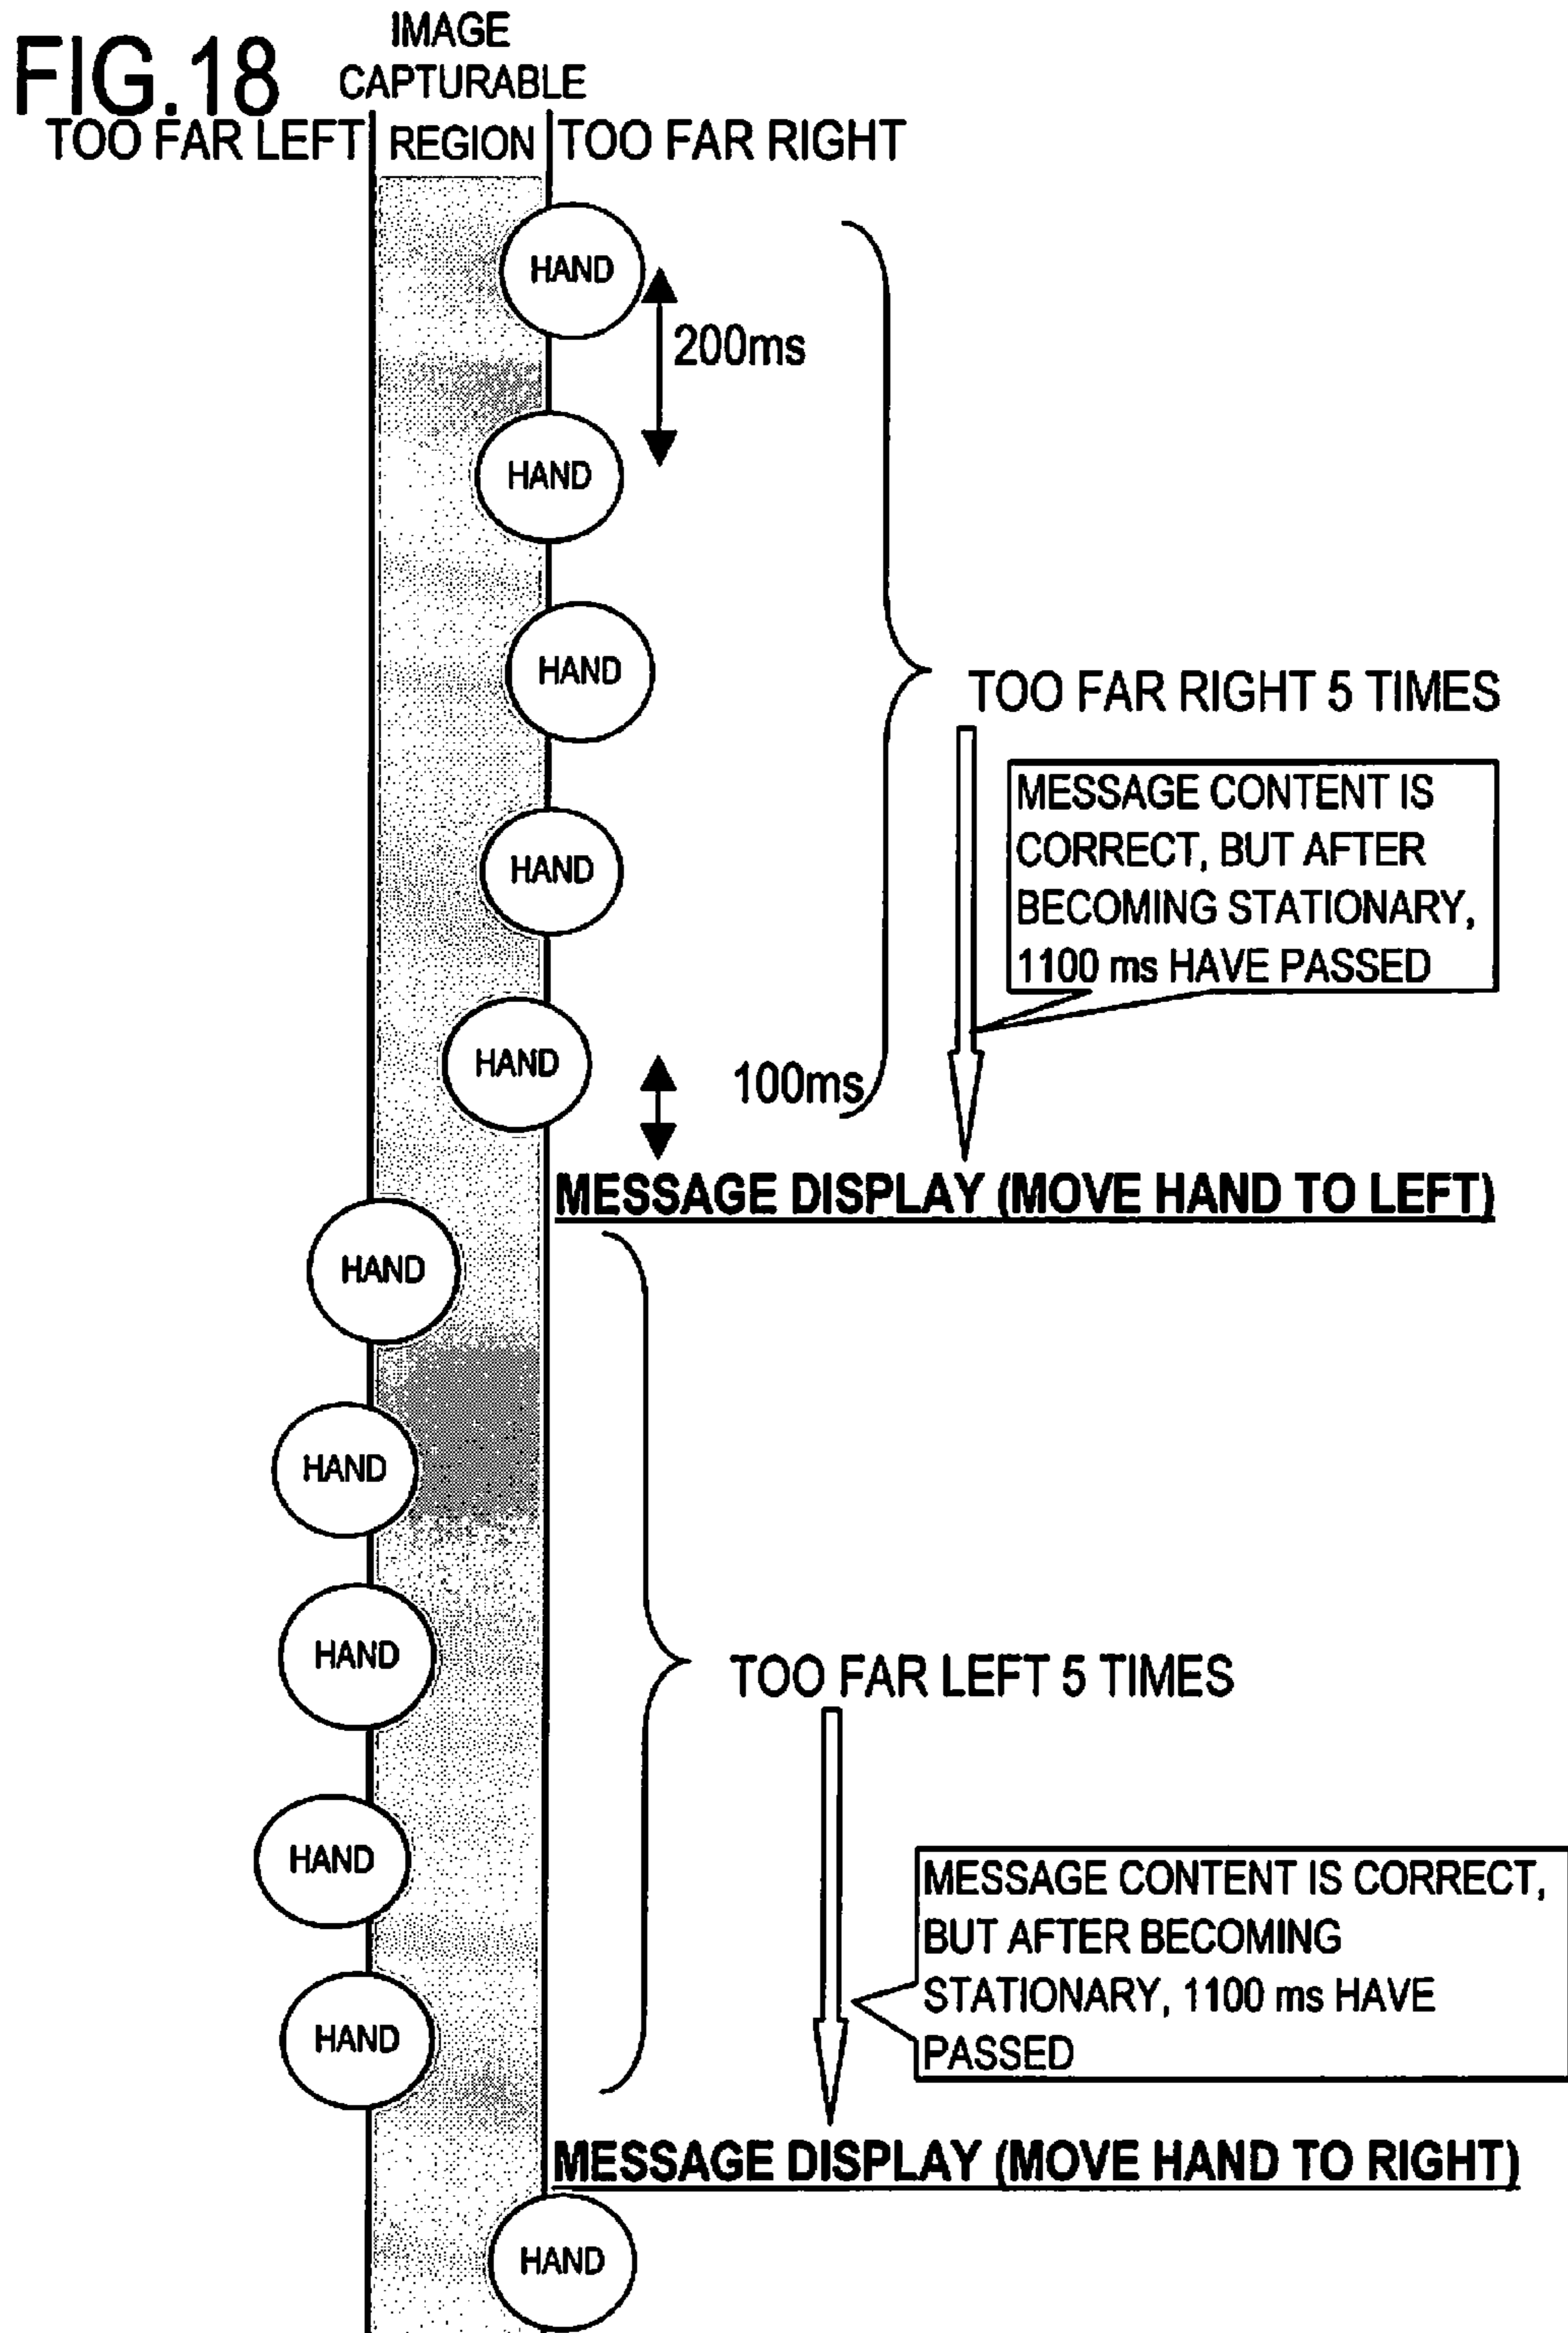 FIG.18
IMAGE
CAPTURABLE
REGION
TOO FAR LEFT
TOO FAR RIGHT
HAND
200ms
HAND
HAND
TOO FAR RIGHT 5 TIMES
MESSAGE CONTENT IS
CORRECT, BUT AFTER
BECOMING STATIONARY,
1100 ms HAVE PASSED
HAND
HAND
100ms
MESSAGE DISPLAY (MOVE HAND TO LEFT)
HAND
HAND
HAND
TOO FAR LEFT 5 TIMES
HAND
MESSAGE CONTENT IS CORRECT,
BUT AFTER BECOMING
STATIONARY, 1100 ms HAVE
PASSED
HAND
MESSAGE DISPLAY (MOVE HAND TO RIGHT)
HAND